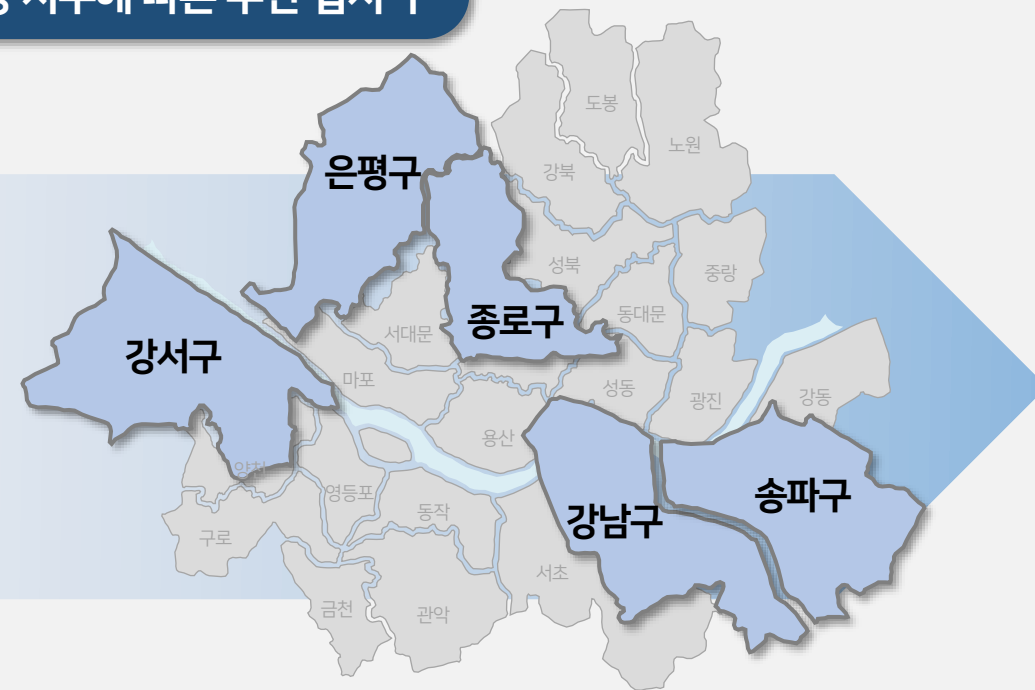 도봉
노원
강북
은평구
성북
중랑
동대문
종로구
서대문
강서구
마포
성동
광진
강동
용산
양천
영등포
송파구
동작
강남구
구로
서초
금천
관악